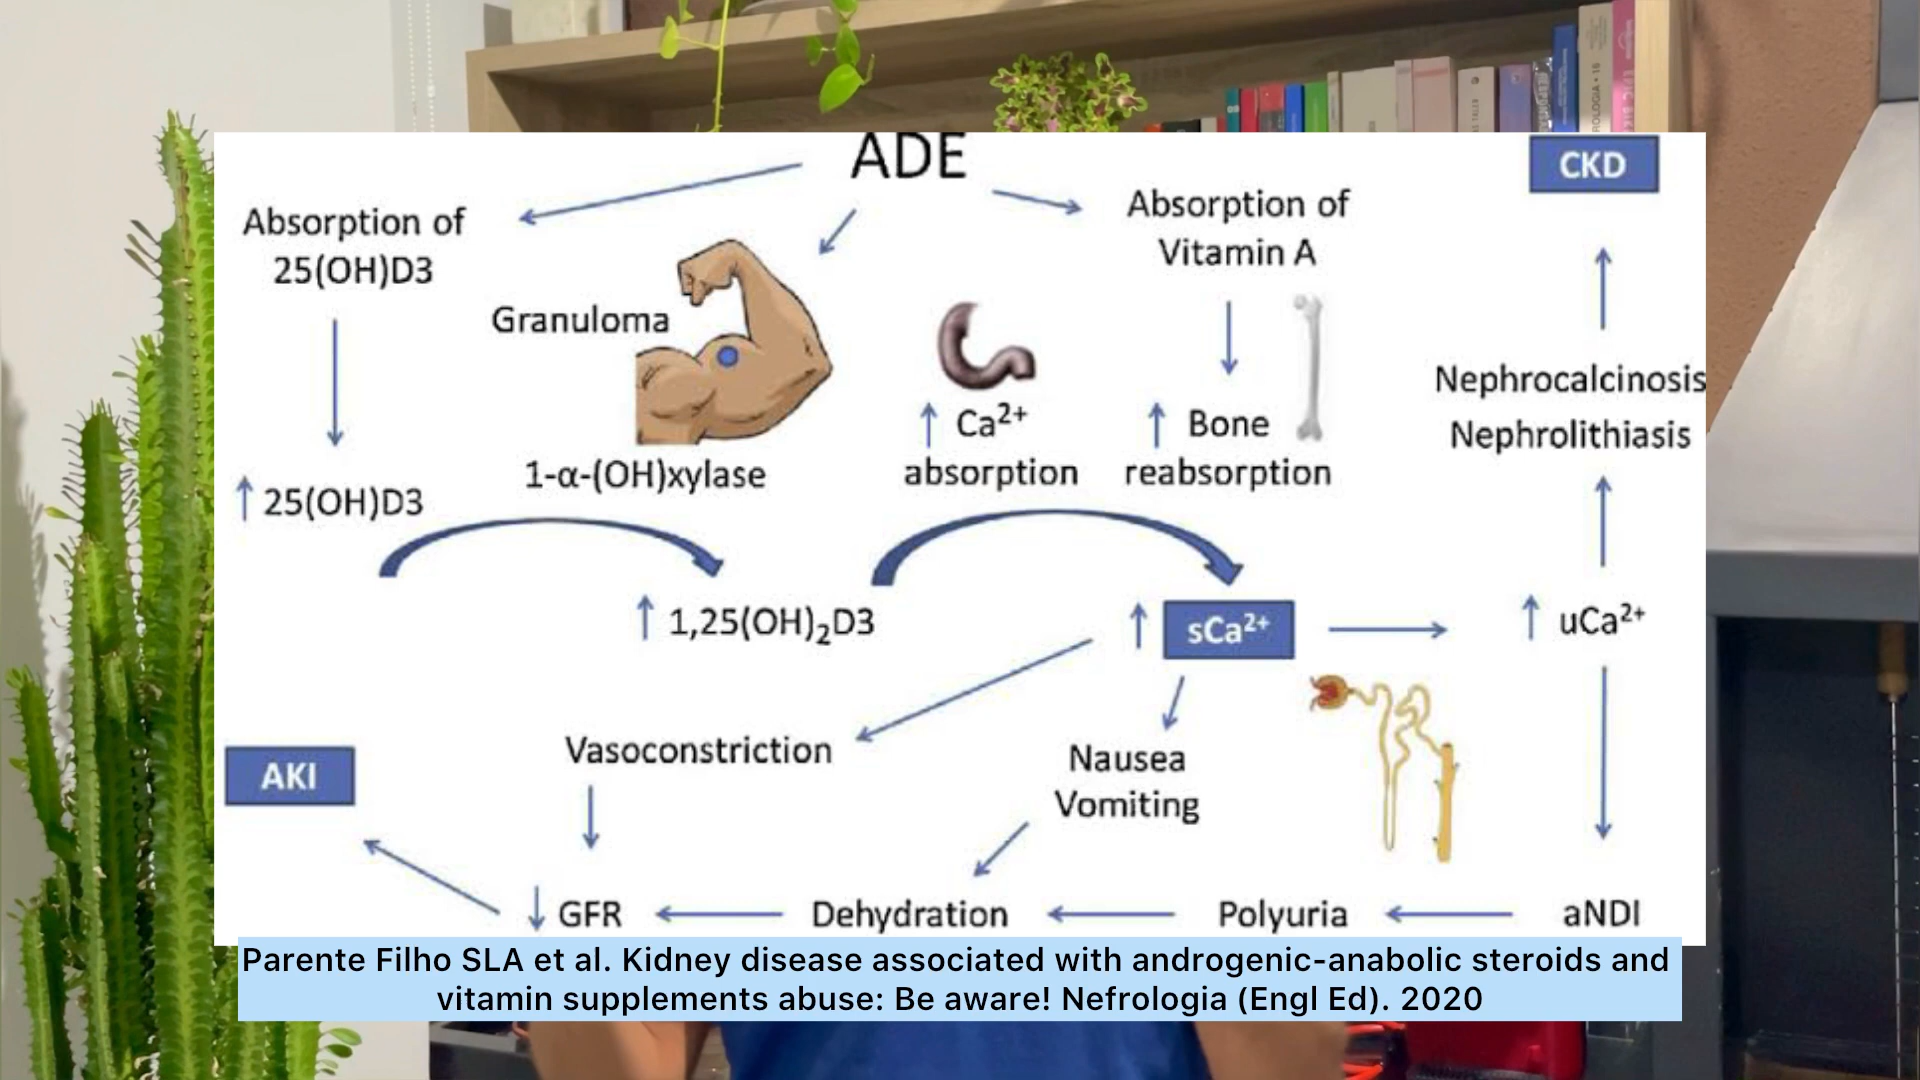 ADE
CKD
Absorption of
25(OH)D3
Absorption of
Vitamin A
Granuloma
Nephrocalcinosis
Nephrolithiasis
↑ Ca²⁺
absorption
↑ Bone
reabsorption
1-α-(OH)xylase
↑ 25(OH)D3
↑ 1,25(OH)₂D3
↑ sCa²⁺
↑ uCa²⁺
Vasoconstriction
Nausea
Vomiting
AKI
↓ GFR
Dehydration
Polyuria
aNDI
Parente Filho SLA et al. Kidney disease associated with androgenic-anabolic steroids and
vitamin supplements abuse: Be aware! Nefrologia (Engl Ed). 2020